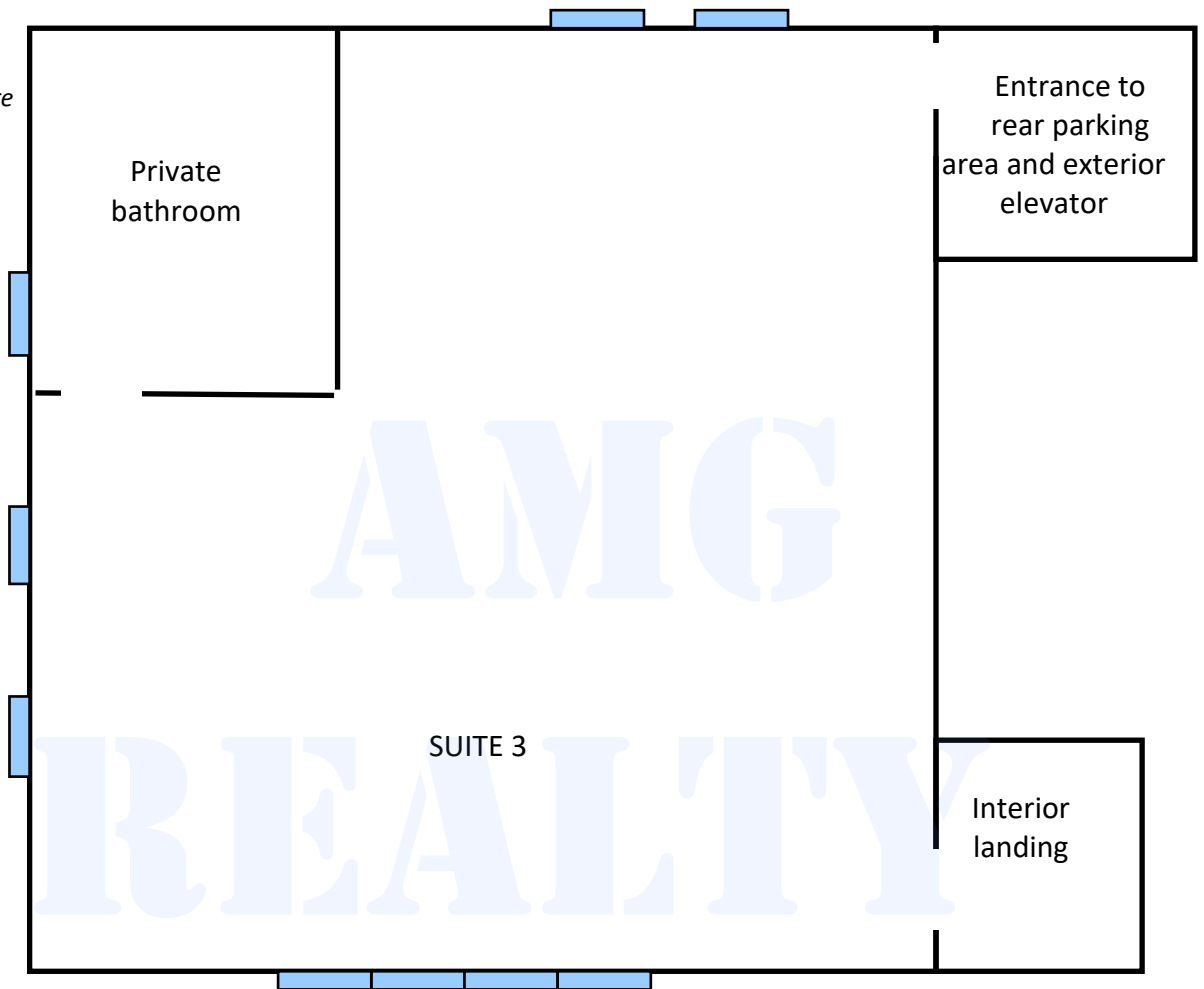 Private
bathroom
Entrance to
rear parking
area and exterior
elevator
AMG
SUITE 3
REALTY
Interior
landing